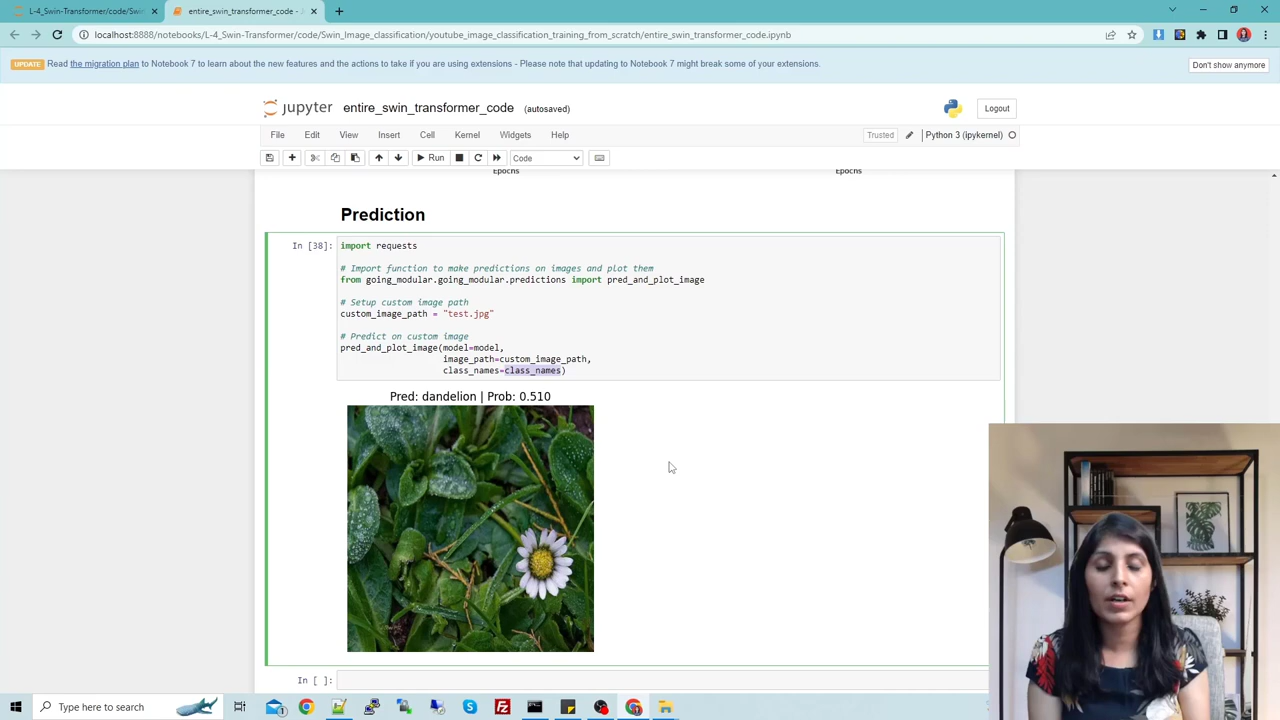 L-4_Swin-Transformer/code/Swi
entire_swin_transformer_code - J
localhost:8888/notebooks/L-4_Swin-Transformer/code/Swin_Image_classification/youtube_image_classification_training_from_scratch/entire_swin_transformer_code.ipynb
UPDATE Read the migration plan to Notebook 7 to learn about the new features and the actions to take if you are using extensions - Please note that updating to Notebook 7 might break some of your extensions.
Don't show anymore
jupyter entire_swin_transformer_code (autosaved)
Logout
File Edit View Insert Cell Kernel Widgets Help
Trusted Python 3 (ipykernel)
Run Code
Epochs Epochs
Prediction
In [38]: import requests
# Import function to make predictions on images and plot them
from going_modular.going_modular.predictions import pred_and_plot_image
# Setup custom image path
custom_image_path = "test.jpg"
# Predict on custom image
pred_and_plot_image(model=model,
image_path=custom_image_path,
class_names=class_names)
Pred: dandelion | Prob: 0.510
In [ ]:
Type here to search